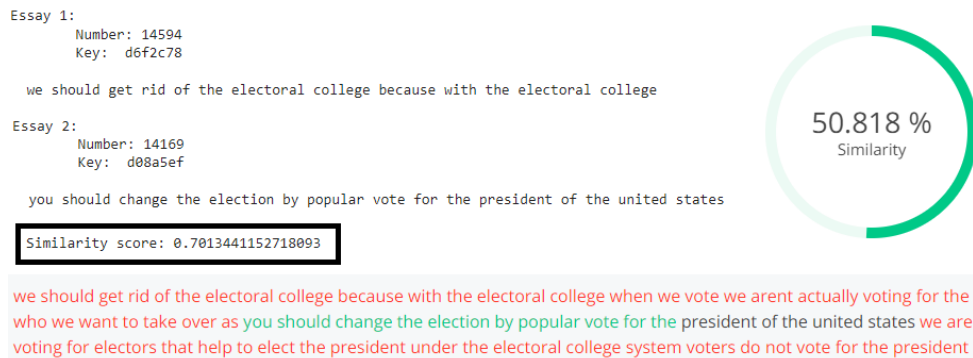 Essay 1:
Number: 14594
Key: d6f2c78
we should get rid of the electoral college because with the electoral college
Essay 2:
Number: 14169
Key: d08a5ef
you should change the election by popular vote for the president of the united states
Similarity score: 0.7013441152718093
50.818 %
Similarity
we should get rid of the electoral college because with the electoral college when we vote we arent actually voting for the
who we want to take over as you should change the election by popular vote for the president of the united states we are
voting for electors that help to elect the president under the electoral college system voters do not vote for the president